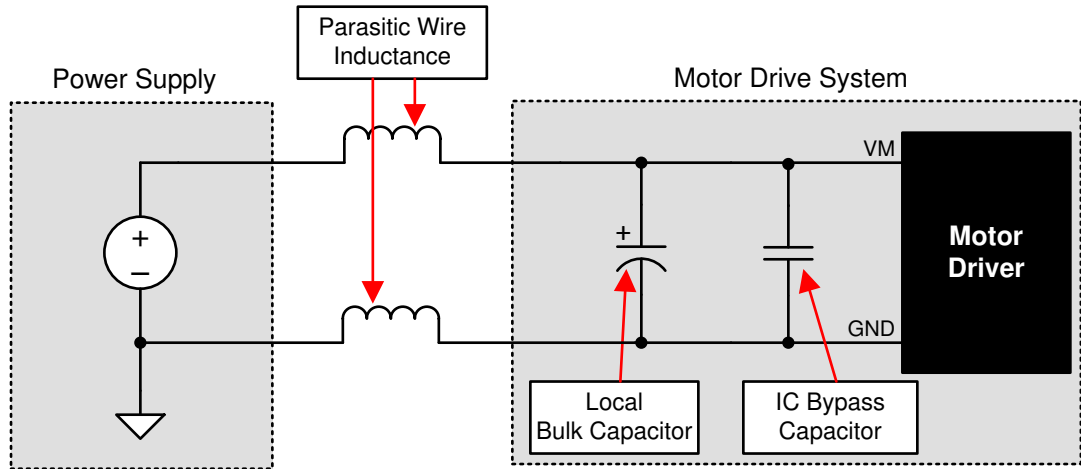 Parasitic Wire
Inductance
Power Supply
Motor Drive System
VM
+
–
+
Motor
Driver
GND
Local
Bulk Capacitor
IC Bypass
Capacitor